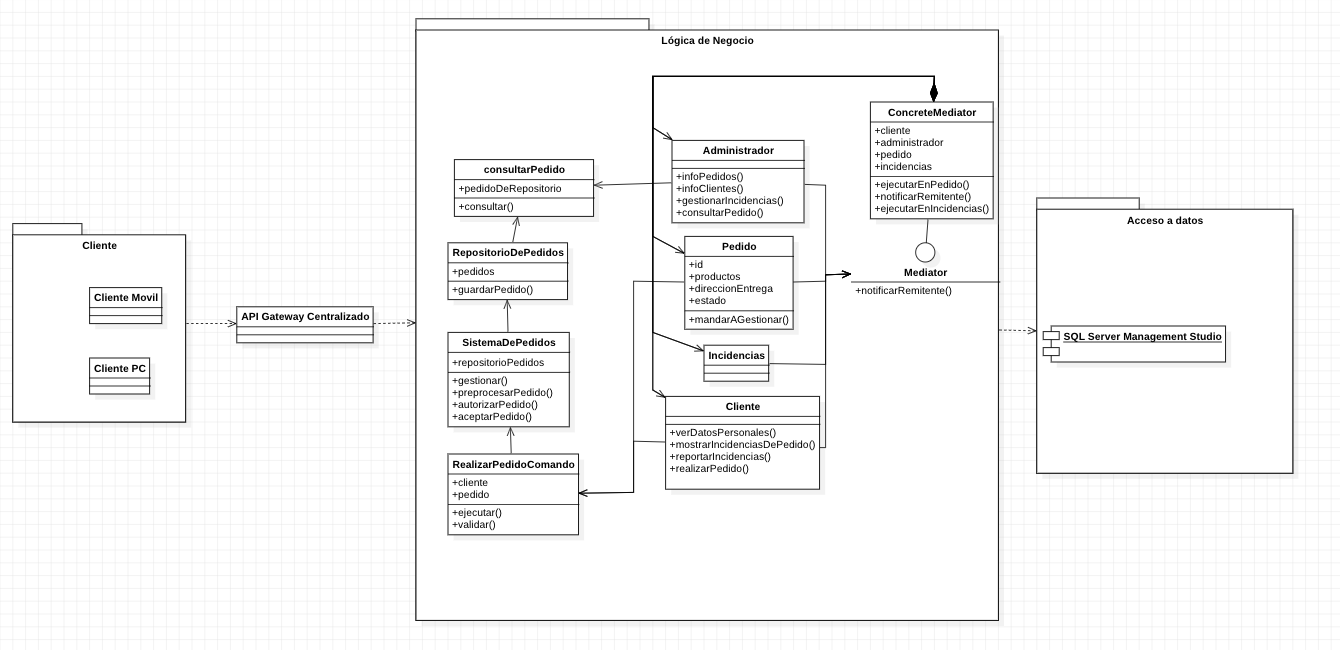 Lógica de Negocio
Cliente
Cliente Movil
Cliente PC
API Gateway Centralizado
consultarPedido
+pedidoDeRepositorio
+consultar()
RepositorioDePedidos
+pedidos
+guardarPedido()
SistemaDePedidos
+repositorioPedidos
+gestionar()
+preprocesarPedido()
+autorizarPedido()
+aceptarPedido()
RealizarPedidoComando
+cliente
+pedido
+ejecutar()
+validar()
Administrador
+infoPedidos()
+infoClientes()
+gestionarIncidencias()
+consultarPedido()
Pedido
+id
+productos
+direccionEntrega
+estado
+mandarAGestionar()
Incidencias
Cliente
+verDatosPersonales()
+mostrarIncidenciasDePedido()
+reportarIncidencias()
+realizarPedido()
ConcreteMediator
+cliente
+administrador
+pedido
+incidencias
+ejecutarEnPedido()
+notificarRemitente()
+ejecutarEnIncidencias()
Mediator
+notificarRemitente()
Acceso a datos
SQL Server Management Studio